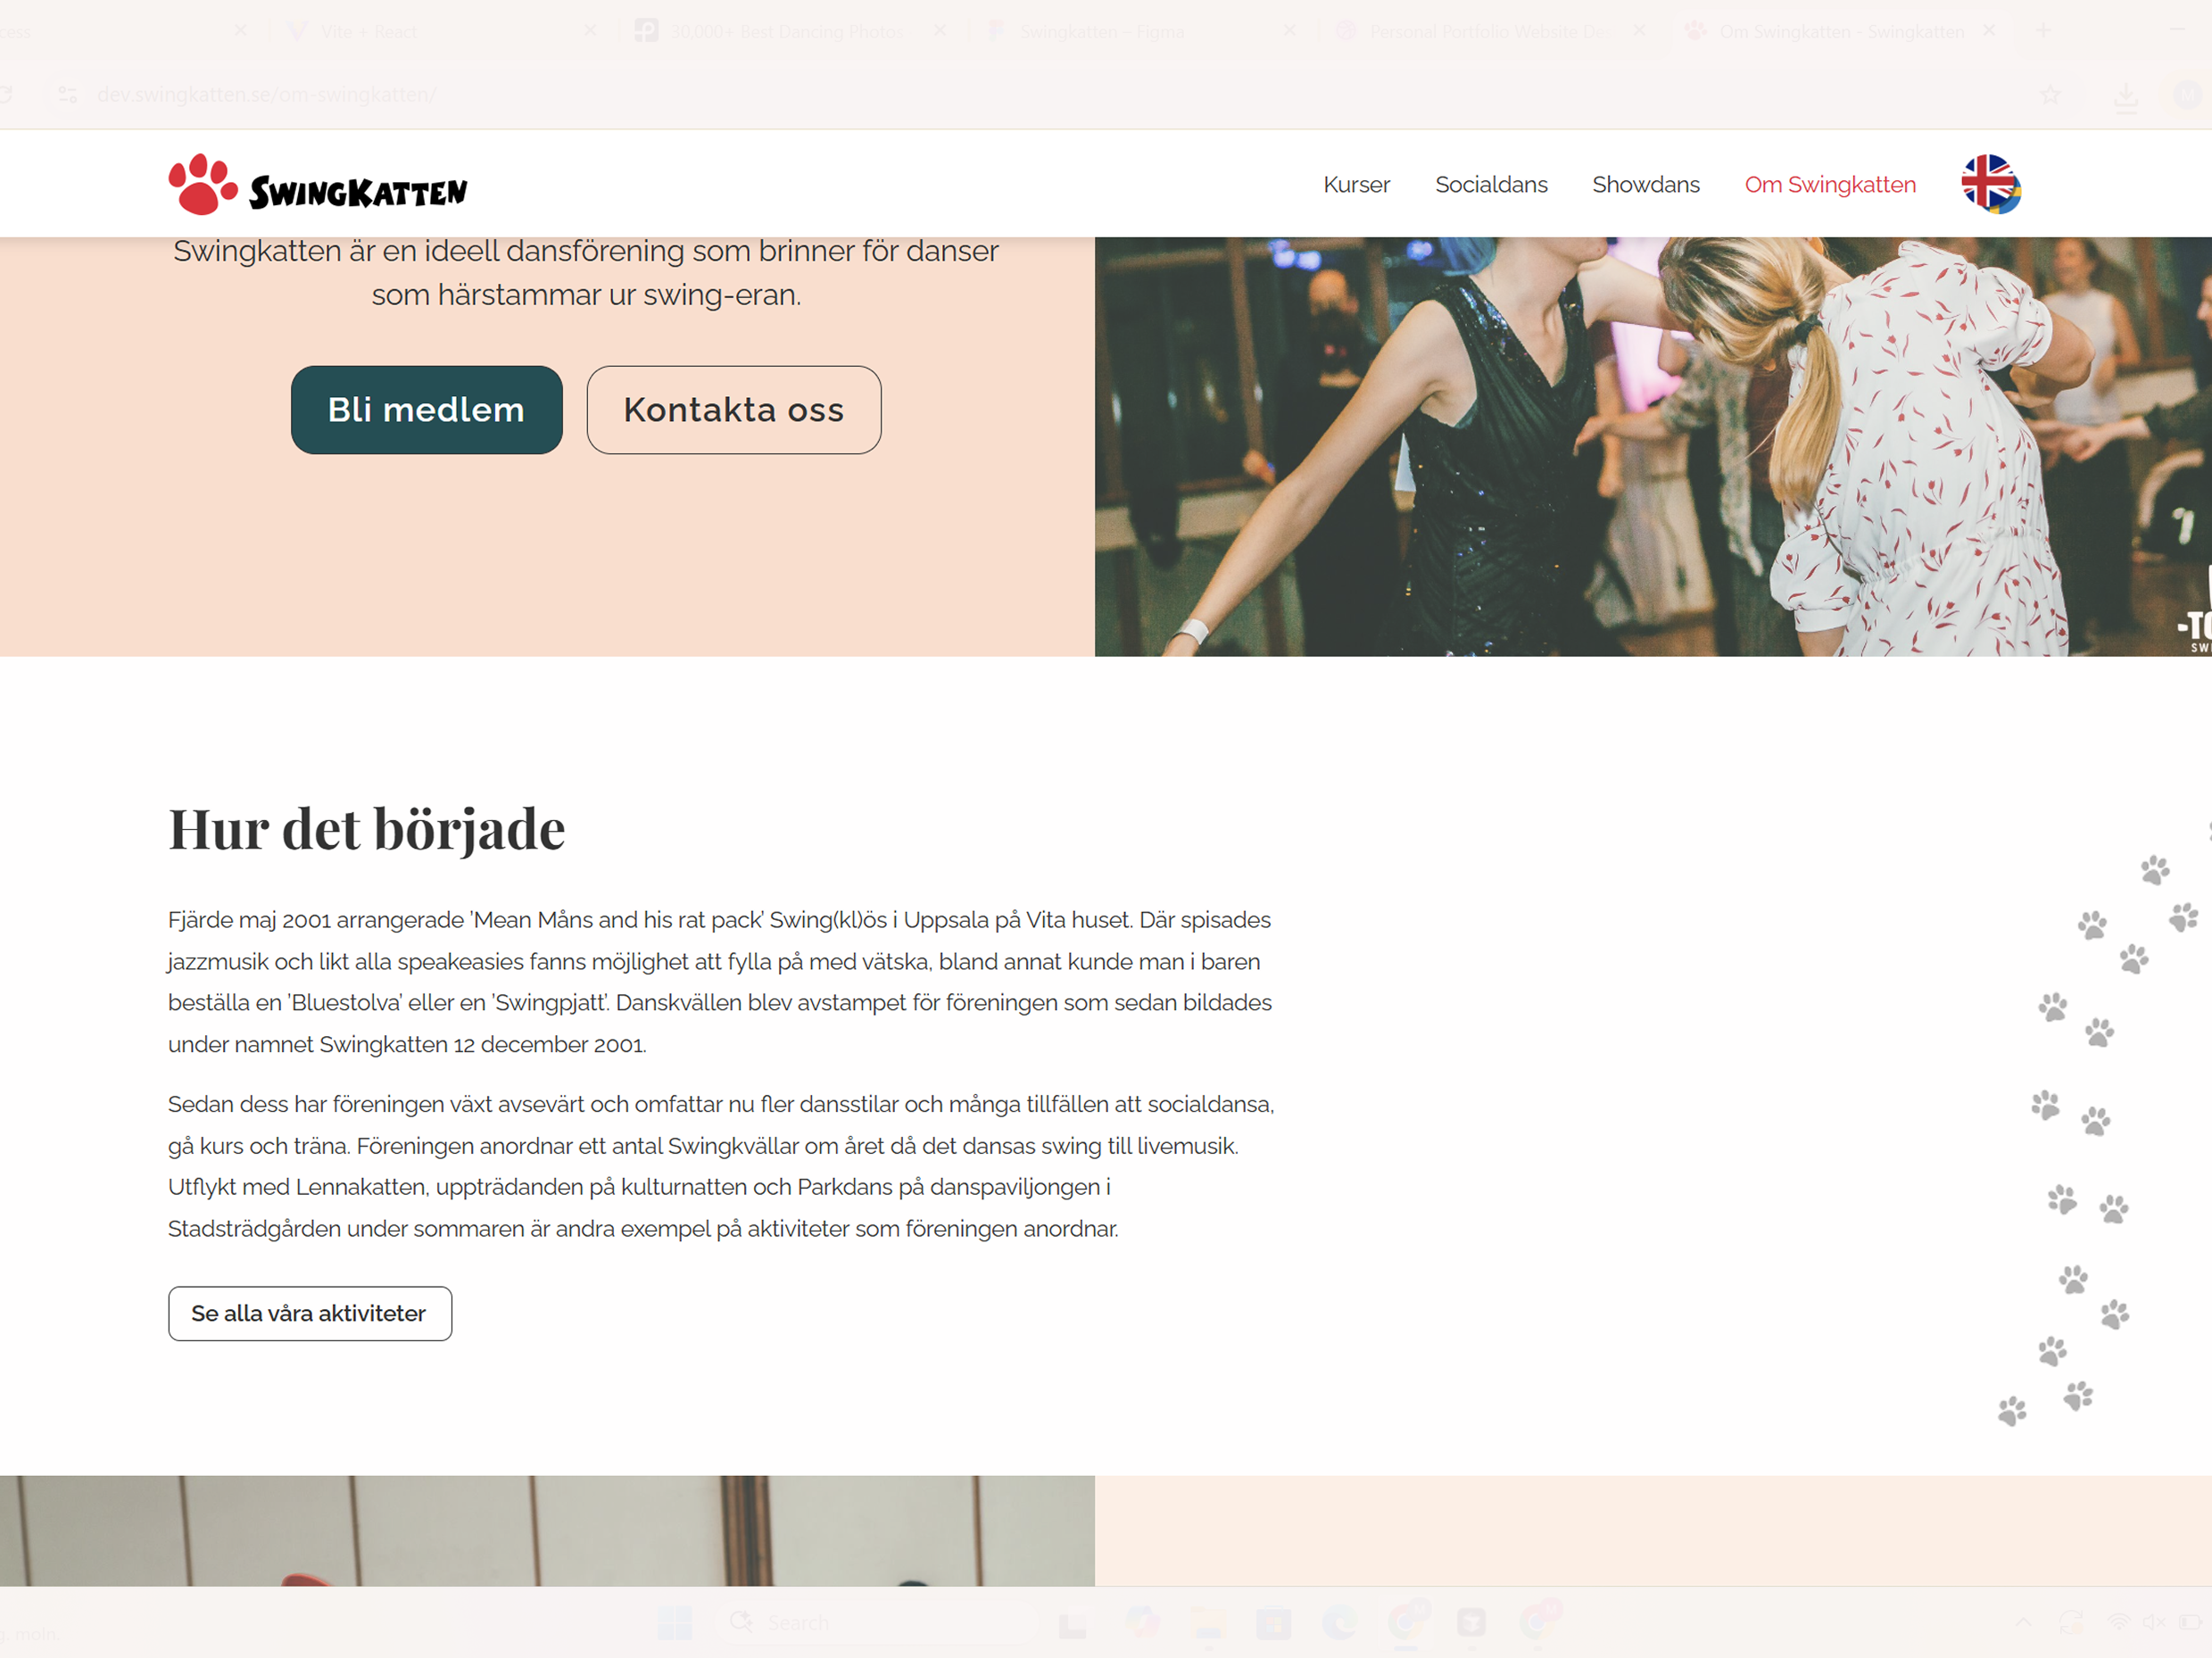 Vite + React
30,000+ Best Dancing Photos
Swingkatten – Figma
Personal Portfolio Website De
Om Swingkatten - Swingkatten
dev.swingkatten.se/om-swingkatten/
M
SWINGKATTEN
Kurser
Socialdans
Showdans
Om Swingkatten
Swingkatten är en ideell dansförening som brinner för danser
som härstammar ur swing-eran.
Bli medlem
Kontakta oss
Hur det började
Fjärde maj 2001 arrangerade ’Mean Måns and his rat pack’ Swing(kl)ös i Uppsala på Vita huset. Där spisades
jazzmusik och likt alla speakeasies fanns möjlighet att fylla på med vätska, bland annat kunde man i baren
beställa en ’Bluestolva’ eller en ’Swingpjatt’. Danskvällen blev avstampet för föreningen som sedan bildades
under namnet Swingkatten 12 december 2001.
Sedan dess har föreningen växt avsevärt och omfattar nu fler dansstilar och många tillfällen att socialdansa,
gå kurs och träna. Föreningen anordnar ett antal Swingkvällar om året då det dansas swing till livemusik.
Utflykt med Lennakatten, uppträdanden på kulturnatten och Parkdans på danspaviljongen i
Stadsträdgården under sommaren är andra exempel på aktiviteter som föreningen anordnar.
Se alla våra aktiviteter
Search